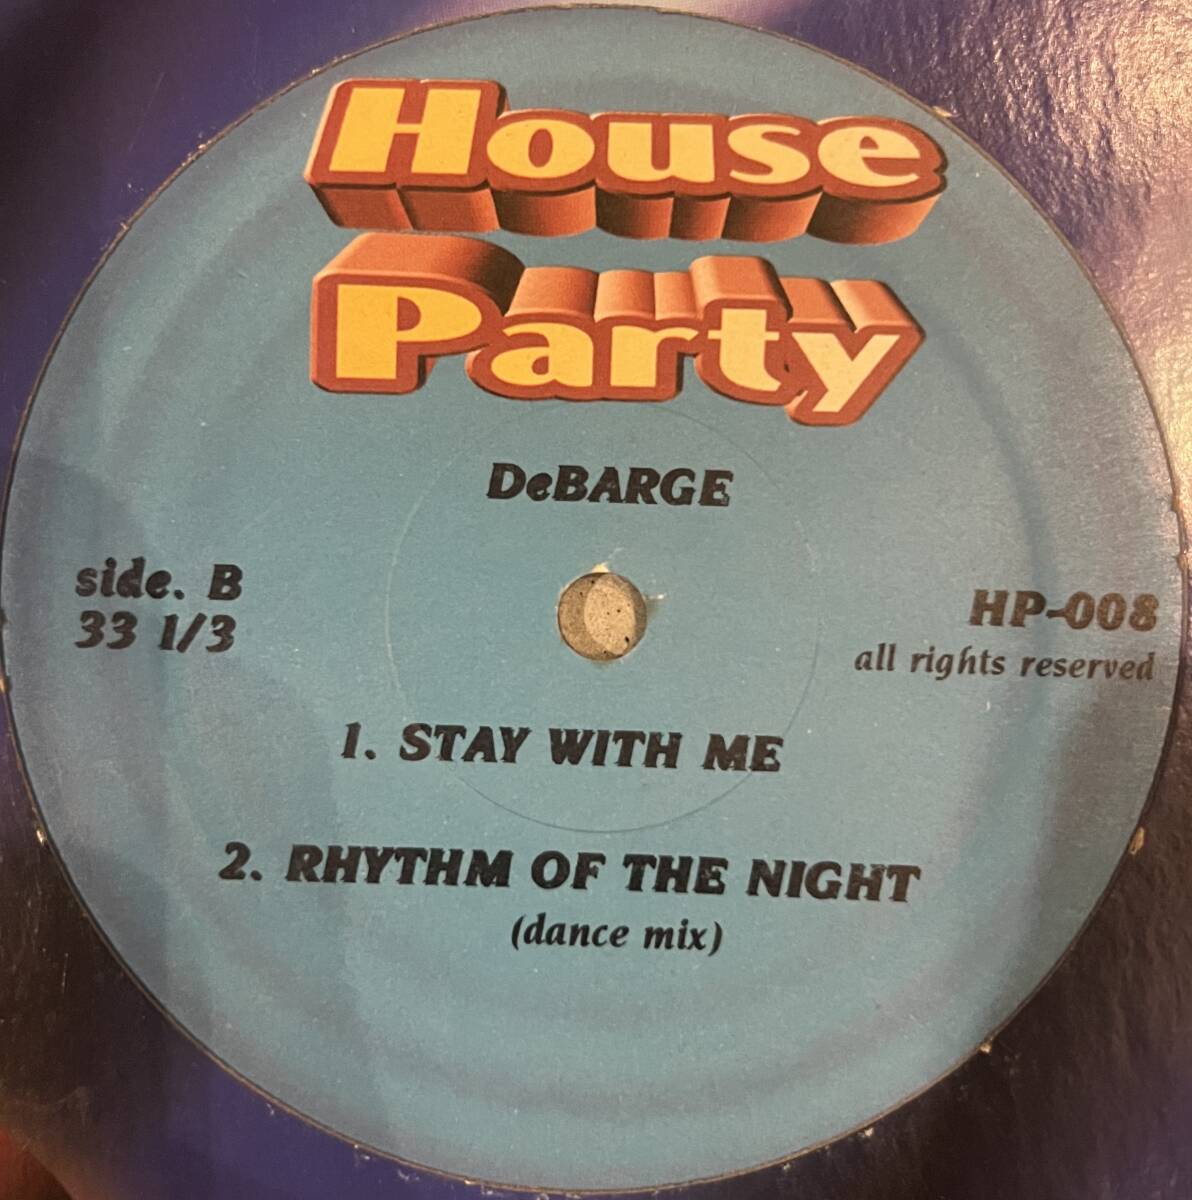 House
Party
DeBARGE
side. B
33 1/3
HP-008
all rights reserved
1. STAY WITH ME
2. RHYTHM OF THE NIGHT
(dance mix)